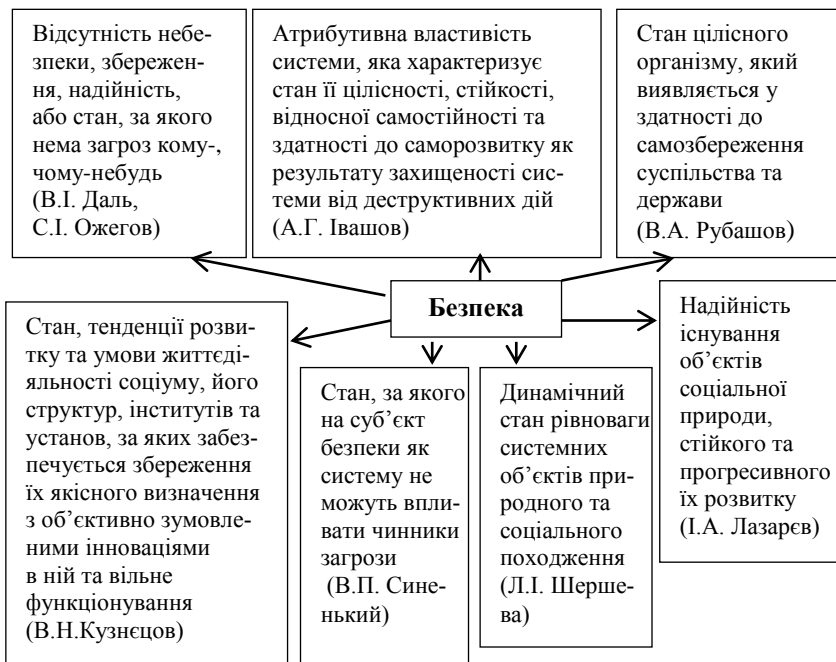 Відсутність небе-
зпеки, збережен-
ня, надійність,
або стан, за якого
нема загроз кому-,
чому-небудь
(В.І. Даль,
С.І. Ожегов)
Атрибутивна властивість
системи, яка характеризує
стан її цілісності, стійкості,
відносної самостійності та
здатності до саморозвитку як
результату захищеності сис-
теми від деструктивних дій
(А.Г. Івашов)
Стан цілісного
організму, який
виявляється у
здатності до
самозбереження
суспільства та
держави
(В.А. Рубашов)
Безпека
Стан, тенденції розви-
тку та умови життєді-
яльності соціуму, його
структур, інститутів та
установ, за яких забез-
печується збереження
їх якісного визначення
з об’єктивно зумовле-
ними інноваціями
в ній та вільне
функціонування
(В.Н.Кузнєцов)
Стан, за якого
на суб’єкт
безпеки як
систему не
можуть впли-
вати чинники
загрози
(В.П. Сине-
нький)
Динамічний
стан рівноваги
системних
об’єктів при-
родного та
соціального
походження
(Л.І. Шерше-
ва)
Надійність
існування
об’єктів
соціальної
природи,
стійкого та
прогресивного
їх розвитку
(І.А. Лазарєв)